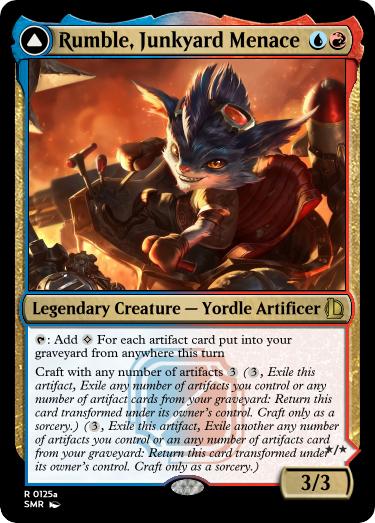 Rumble, Junkyard Menace
Legendary Creature — Yordle Artificer
: Add For each artifact card put into your
graveyard from anywhere this turn
Craft with any number of artifacts 3 (3, Exile this
artifact, Exile any number of artifacts you control or any
number of artifact cards from your graveyard: Return this
card transformed under its owner's control. Craft only as a
sorcery.) (3, Exile this artifact, Exile another any number
of artifacts you control or an any number of artifacts card
from your graveyard: Return this card transformed under
its owner's control. Craft only as a sorcery.)
*/*
3/3
R 0125a
SMR